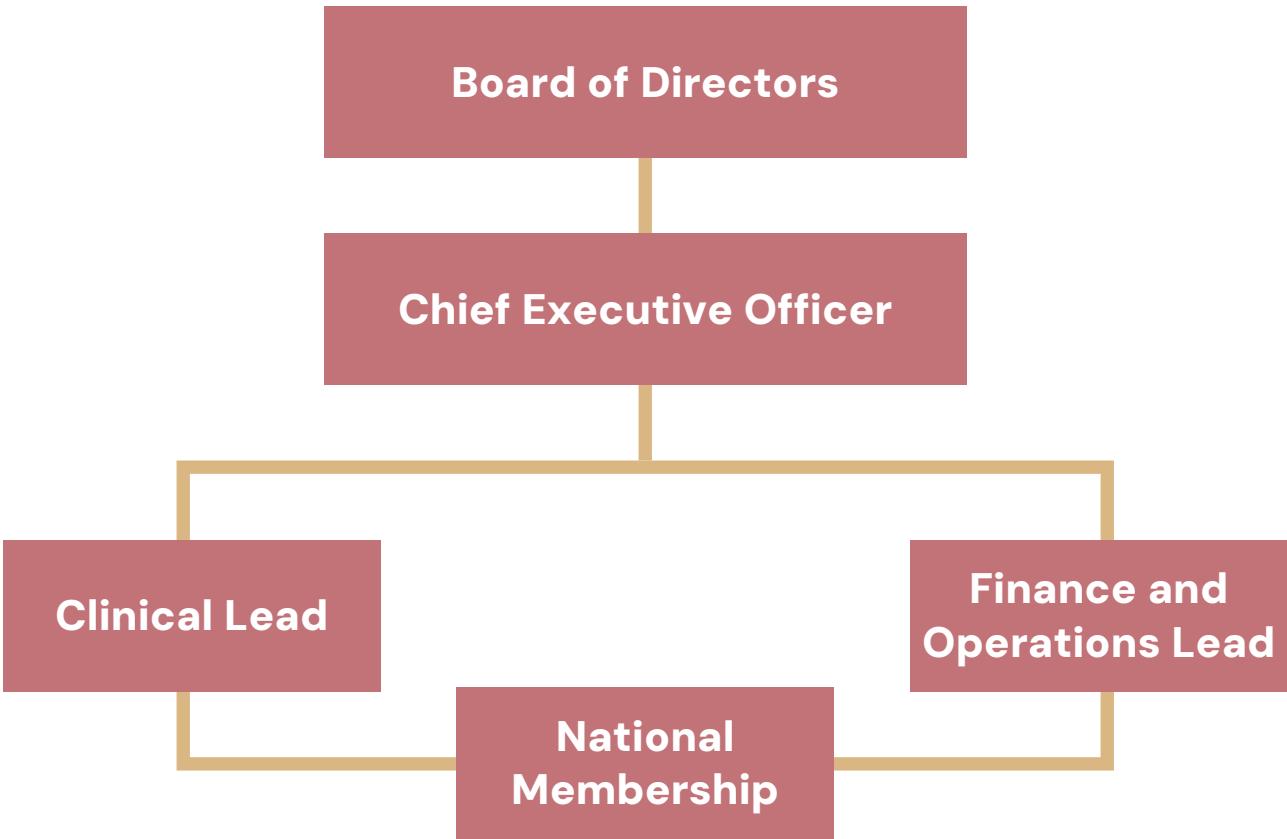 Board of Directors
Chief Executive Officer
Clinical Lead
Finance and
Operations Lead
National
Membership